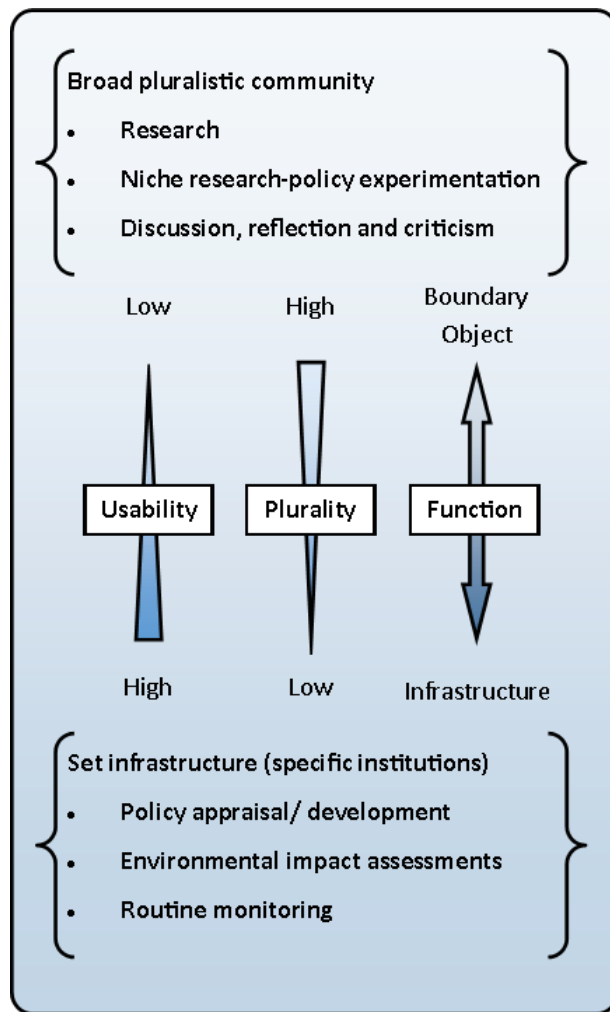 Broad pluralistic community
• Research
• Niche research-policy experimentation
• Discussion, reflection and criticism
Low High Boundary Object
Usability Plurality Function
High Low Infrastructure
Set infrastructure (specific institutions)
• Policy appraisal/ development
• Environmental impact assessments
• Routine monitoring